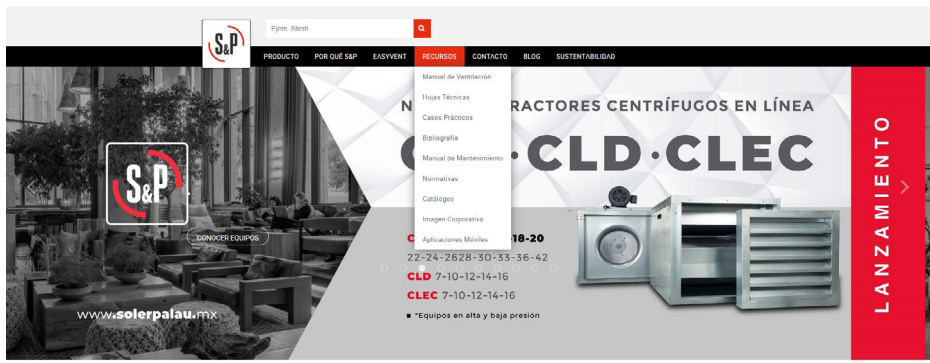 S&P
Ejem. Silent
PRODUCTO POR QUÉ S&P EASYVENT RECURSOS CONTACTO BLOG SUSTENTABILIDAD
Manual de Ventilación
Hojas Técnicas
Casos Prácticos
Bibliografía
Manual de Mantenimiento
Normativas
Catálogos
Imagen Corporativa
Aplicaciones Móviles
S&P
CONOCER EQUIPOS
www.solerpalau.mx
N RACTORES CENTRÍFUGOS EN LÍNEA
· CLD · CLEC
C 18-20
22-24-2628-30-33-36-42
CLD 7-10-12-14-16
CLEC 7-10-12-14-16
*Equipos en alta y baja presión
LANZAMIENTO